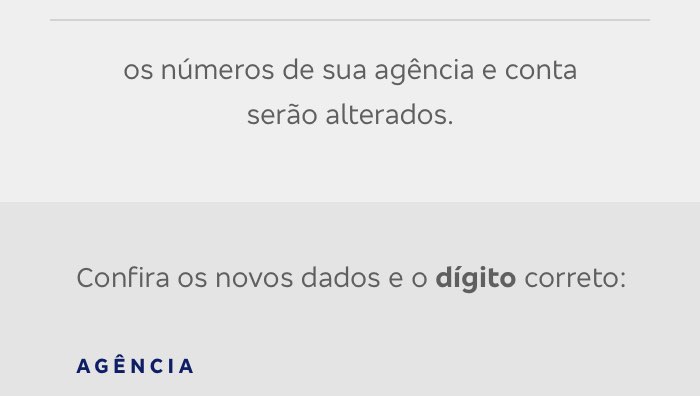 os números de sua agência e conta
serão alterados.
Confira os novos dados e o dígito correto:
AGÊNCIA